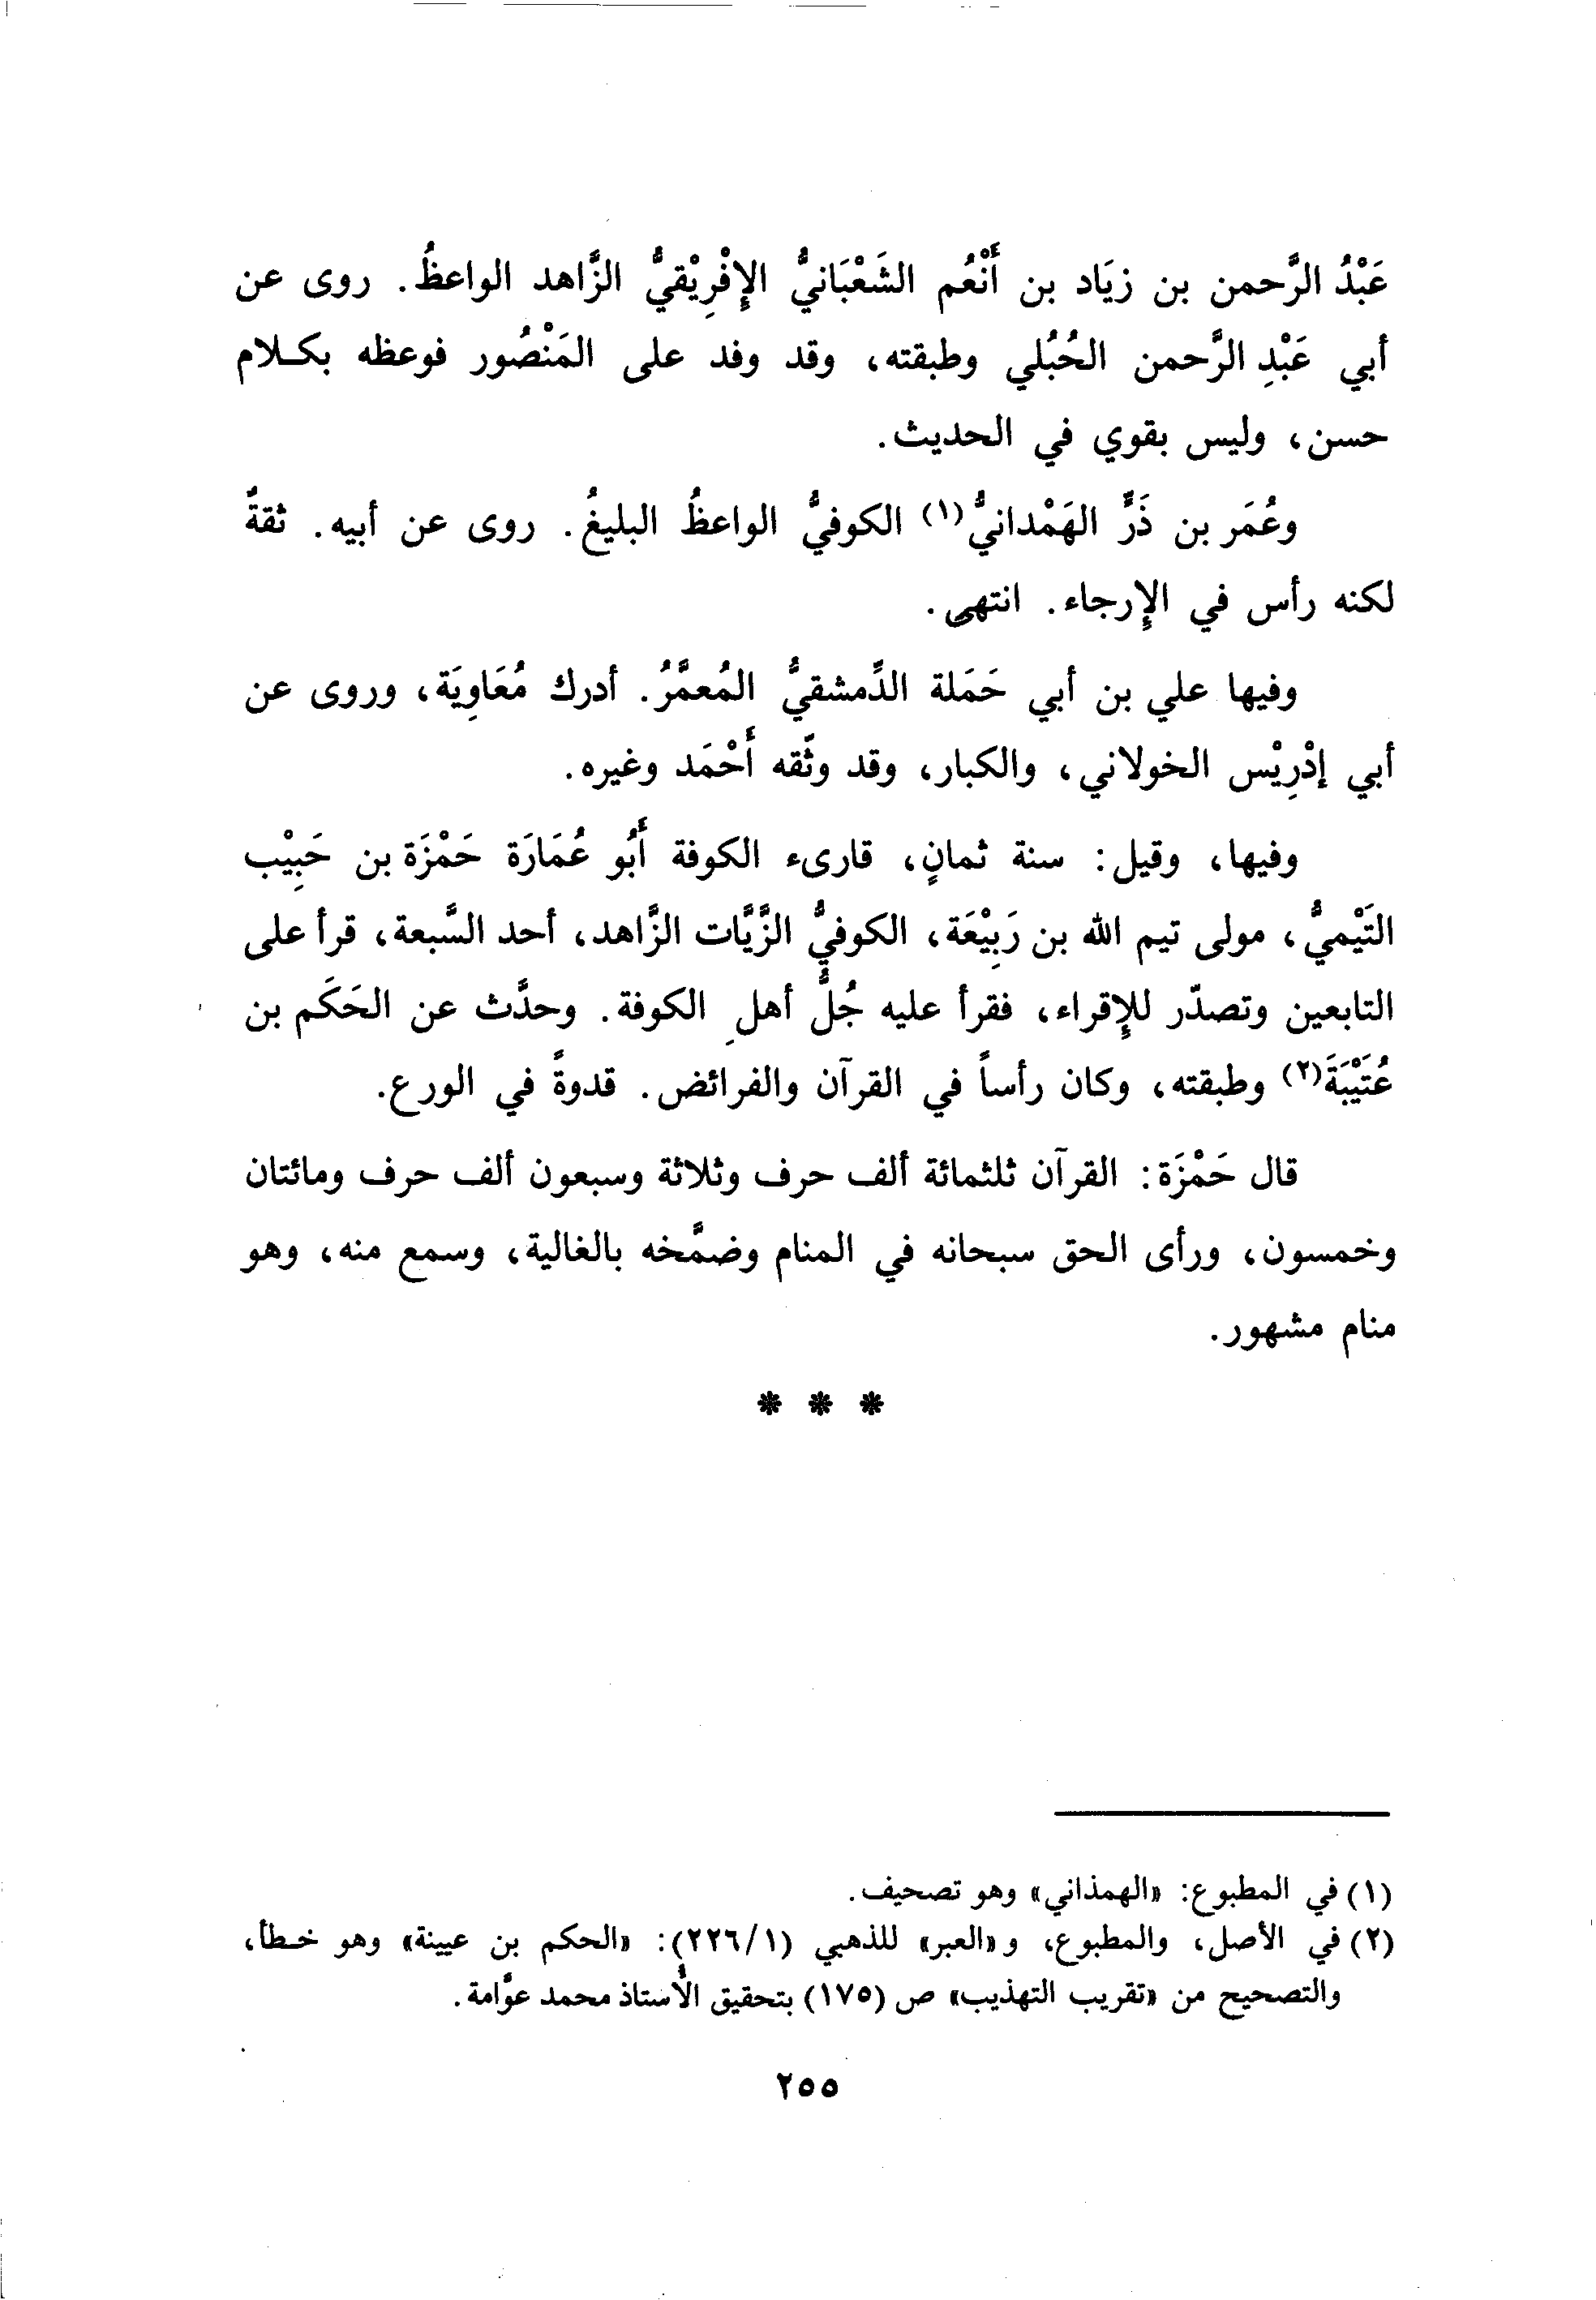 عَبْدُ الرَّحمن بن زيَاد بن أَنْعُم الشَعْبَانيُّ الإِفْرِيْقيُّ الزَّاهد الواعظُ. روى عن
أبي عَبْدِ الرَّحمن الحُبُلي وطبقته، وقد وفد على المَنْصُور فوعظه بكلام
حسن، وليس بقوي في الحديث.
وعُمَر بن ذَرٍّ الهَمْدانيُّ(١) الكوفيُّ الواعظُ البليغُ. روى عن أبيه. ثقةٌ
لكنه رأس في الإِرجاء. انتهى.
وفيها علي بن أبي حَمَلة الدِّمشقيُّ المُعمَّرُ. أدرك مُعَاوِيَة، وروى عن
أبي إدْرِيْس الخولاني، والكبار، وقد وثَّقه أَحْمَد وغيره.
وفيها، وقيل: سنة ثمانٍ، قارىء الكوفة أَبُو عُمَارَة حَمْزَة بن حَبِيْب
التَيْميُّ، مولى تيم الله بن رَبِيْعَة، الكوفيُّ الزَّيَّات الزَّاهد، أحد السَّبعة، قرأ على
التابعين وتصدّر للإِقراء، فقرأ عليه جُلُّ أهلِ الكوفة. وحدَّث عن الحَكَم بن
عُتَيْبَةَ(٢) وطبقته، وكان رأساً في القرآن والفرائض. قدوةً في الورع.
قال حَمْزَة: القرآن ثلثمائة ألف حرف وثلاثة وسبعون ألف حرف ومائتان
وخمسون، ورأى الحق سبحانه في المنام وضمَّخه بالغالية، وسمع منه، وهو
منام مشهور.
* * *
(١) في المطبوع: «الهمذاني» وهو تصحيف.
(٢) في الأصل، والمطبوع، و«العبر» للذهبي (٢٢٦/١): «الحكم بن عيينة» وهو خطأ،
والتصحيح من «تقريب التهذيب» ص (١٧٥) بتحقيق الأُستاذ محمد عوَّامة.
٢٥٥